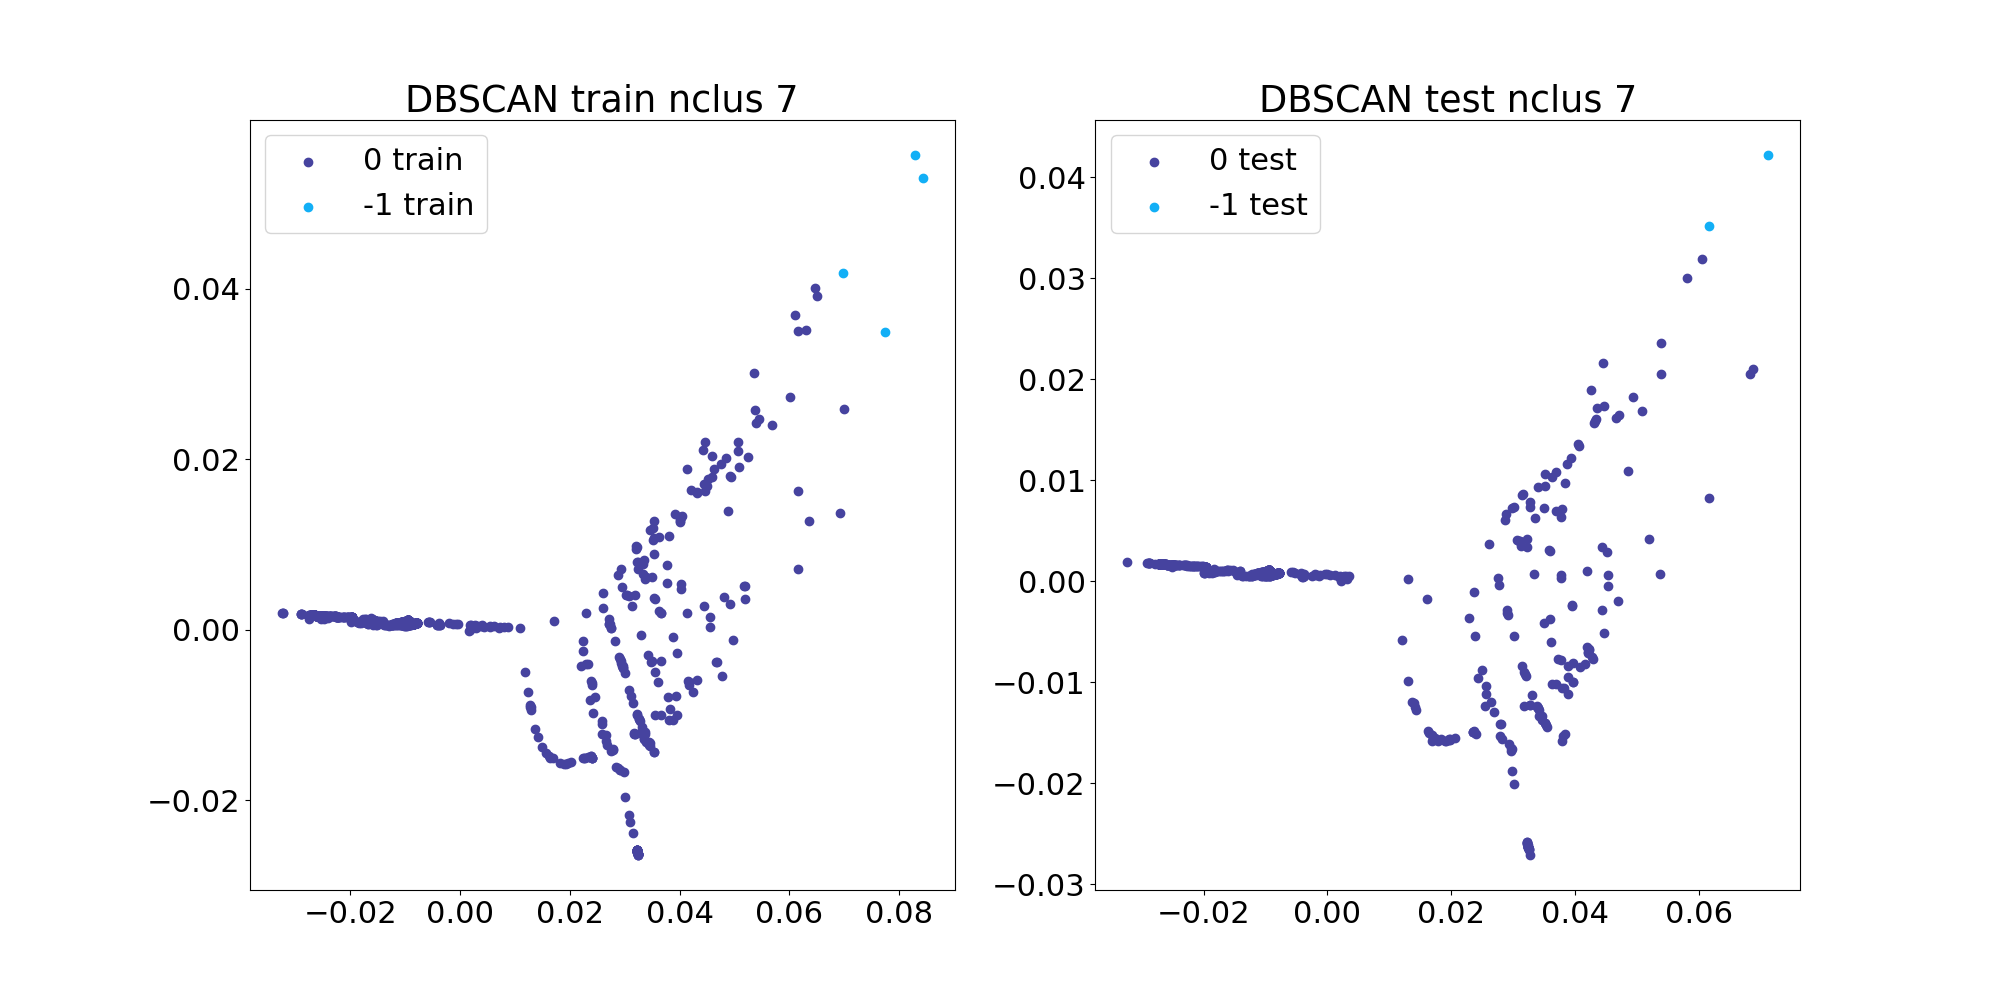 DBSCAN train nclus 7
0 train
-1 train
0.04
0.02
0.00
−0.02
−0.02 0.00 0.02 0.04 0.06 0.08
DBSCAN test nclus 7
0 test
-1 test
0.04
0.03
0.02
0.01
0.00
−0.01
−0.02
−0.03
−0.02 0.00 0.02 0.04 0.06